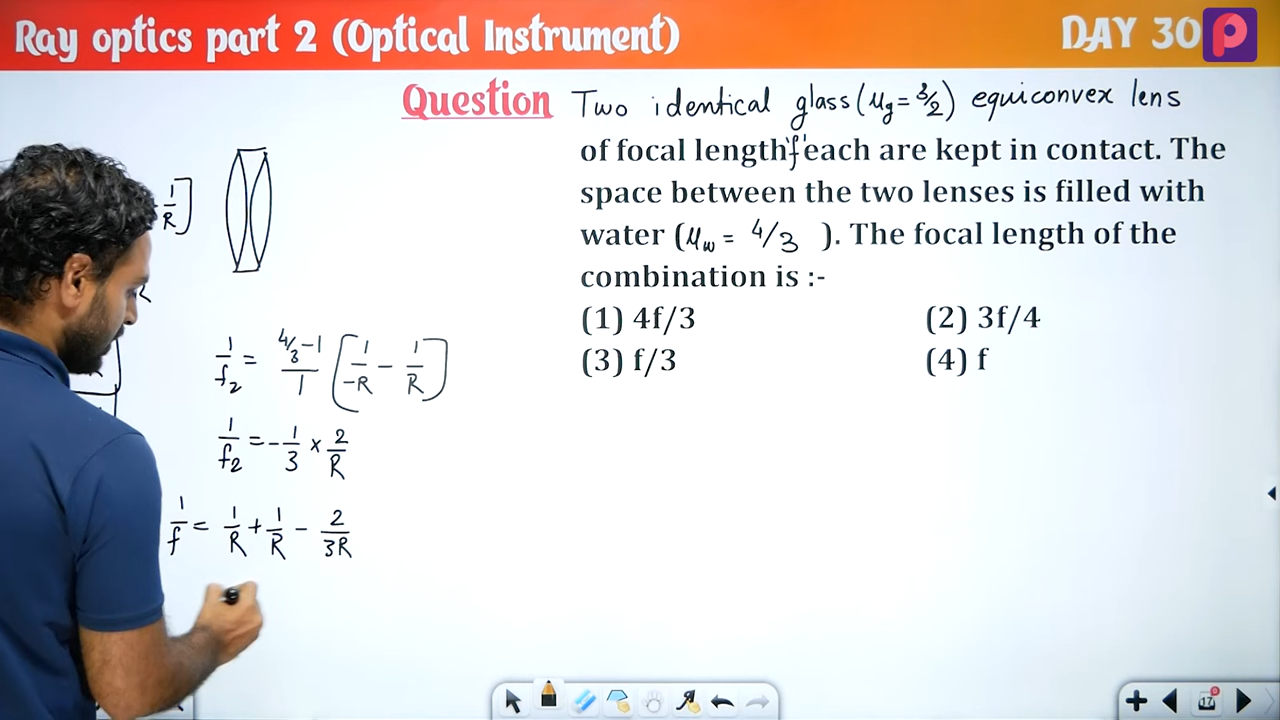 Ray optics part 2 (Optical Instrument)
DAY 30
Question Two identical glass (μg = 3/2) equiconvex lens
of focal length 'f' each are kept in contact. The
space between the two lenses is filled with
water (μw = 4/3 ). The focal length of the
combination is :-
(1) 4f/3
(2) 3f/4
(3) f/3
(4) f
1/R]
R
1/f2 = (4/3 - 1)/1 [1/-R - 1/R]
1/f2 = -1/3 × 2/R
1/f = 1/R + 1/R - 2/3R
17